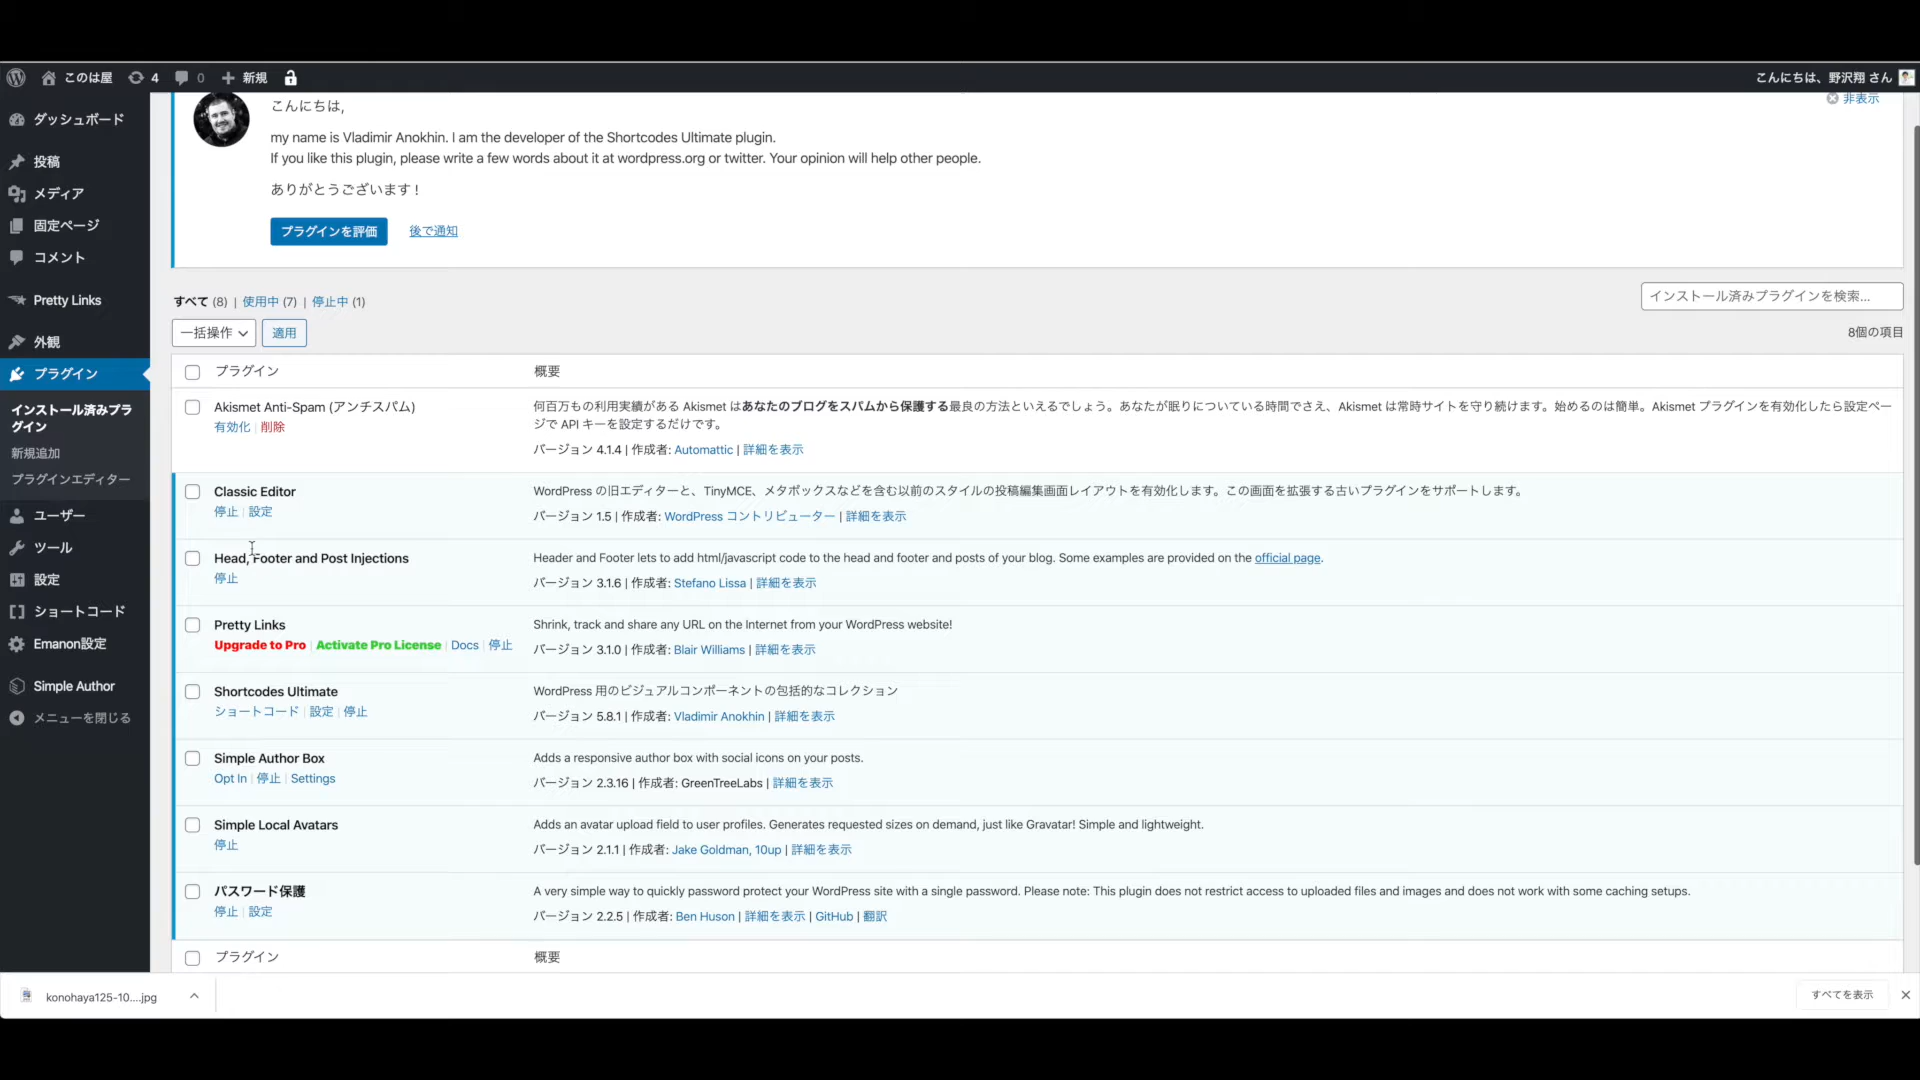 このは屋 4 0 新規 こんにちは、野沢翔 さん
ダッシュボード
投稿
メディア
固定ページ
コメント
Pretty Links
外観
プラグイン
インストール済みプラグイン
新規追加
プラグインエディター
ユーザー
ツール
設定
ショートコード
Emanon設定
Simple Author
メニューを閉じる
非表示
こんにちは,
my name is Vladimir Anokhin. I am the developer of the Shortcodes Ultimate plugin.
If you like this plugin, please write a few words about it at wordpress.org or twitter. Your opinion will help other people.
ありがとうございます !
プラグインを評価 後で通知
すべて (8) | 使用中 (7) | 停止中 (1)
インストール済みプラグインを検索...
一括操作 適用
8個の項目
プラグイン 概要
Akismet Anti-Spam (アンチスパム)
有効化 | 削除
何百万もの利用実績がある Akismet はあなたのブログをスパムから保護する最良の方法といえるでしょう。あなたが眠りについている時間でさえ、Akismet は常時サイトを守り続けます。始めるのは簡単。Akismet プラグインを有効化したら設定ペー
ジで API キーを設定するだけです。
バージョン 4.1.4 | 作成者: Automattic | 詳細を表示
Classic Editor
停止 | 設定
WordPress の旧エディターと、TinyMCE、メタボックスなどを含む以前のスタイルの投稿編集画面レイアウトを有効化します。この画面を拡張する古いプラグインをサポートします。
バージョン 1.5 | 作成者: WordPress コントリビューター | 詳細を表示
Head, Footer and Post Injections
停止
Header and Footer lets to add html/javascript code to the head and footer and posts of your blog. Some examples are provided on the official page.
バージョン 3.1.6 | 作成者: Stefano Lissa | 詳細を表示
Pretty Links
Upgrade to Pro | Activate Pro License | Docs | 停止
Shrink, track and share any URL on the Internet from your WordPress website!
バージョン 3.1.0 | 作成者: Blair Williams | 詳細を表示
Shortcodes Ultimate
ショートコード | 設定 | 停止
WordPress 用のビジュアルコンポーネントの包括的なコレクション
バージョン 5.8.1 | 作成者: Vladimir Anokhin | 詳細を表示
Simple Author Box
Opt In | 停止 | Settings
Adds a responsive author box with social icons on your posts.
バージョン 2.3.16 | 作成者: GreenTreeLabs | 詳細を表示
Simple Local Avatars
停止
Adds an avatar upload field to user profiles. Generates requested sizes on demand, just like Gravatar! Simple and lightweight.
バージョン 2.1.1 | 作成者: Jake Goldman, 10up | 詳細を表示
パスワード保護
停止 | 設定
A very simple way to quickly password protect your WordPress site with a single password. Please note: This plugin does not restrict access to uploaded files and images and does not work with some caching setups.
バージョン 2.2.5 | 作成者: Ben Huson | 詳細を表示 | GitHub | 翻訳
プラグイン 概要
konohaya125-10....jpg すべてを表示